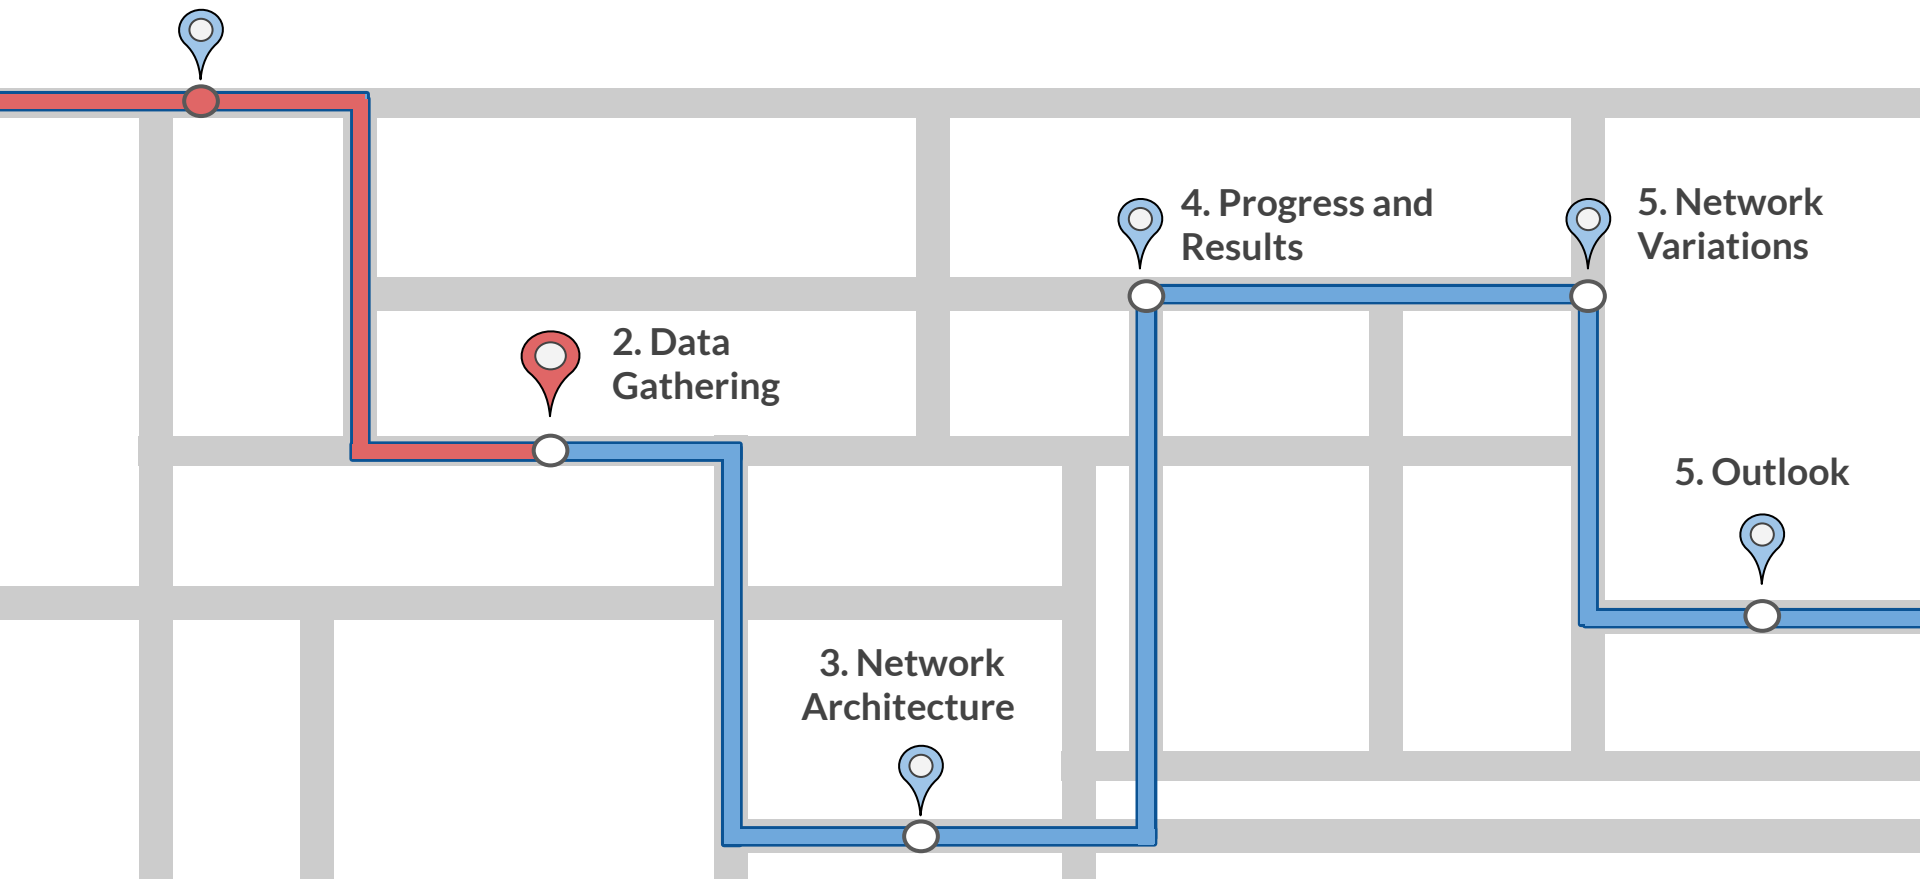 2. Data
Gathering
3. Network
Architecture
4. Progress and
Results
5. Network
Variations
5. Outlook